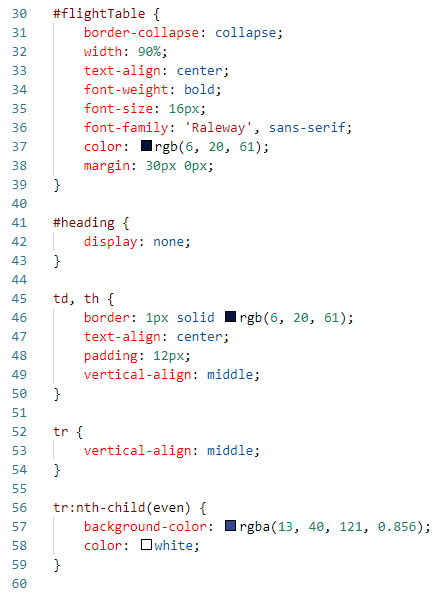 30 #flightTable {
31     border-collapse: collapse;
32     width: 90%;
33     text-align: center;
34     font-weight: bold;
35     font-size: 16px;
36     font-family: 'Raleway', sans-serif;
37     color: rgb(6, 20, 61);
38     margin: 30px 0px;
39 }
40
41 #heading {
42     display: none;
43 }
44
45 td, th {
46     border: 1px solid rgb(6, 20, 61);
47     text-align: center;
48     padding: 12px;
49     vertical-align: middle;
50 }
51
52 tr {
53     vertical-align: middle;
54 }
55
56 tr:nth-child(even) {
57     background-color: rgba(13, 40, 121, 0.856);
58     color: white;
59 }
60